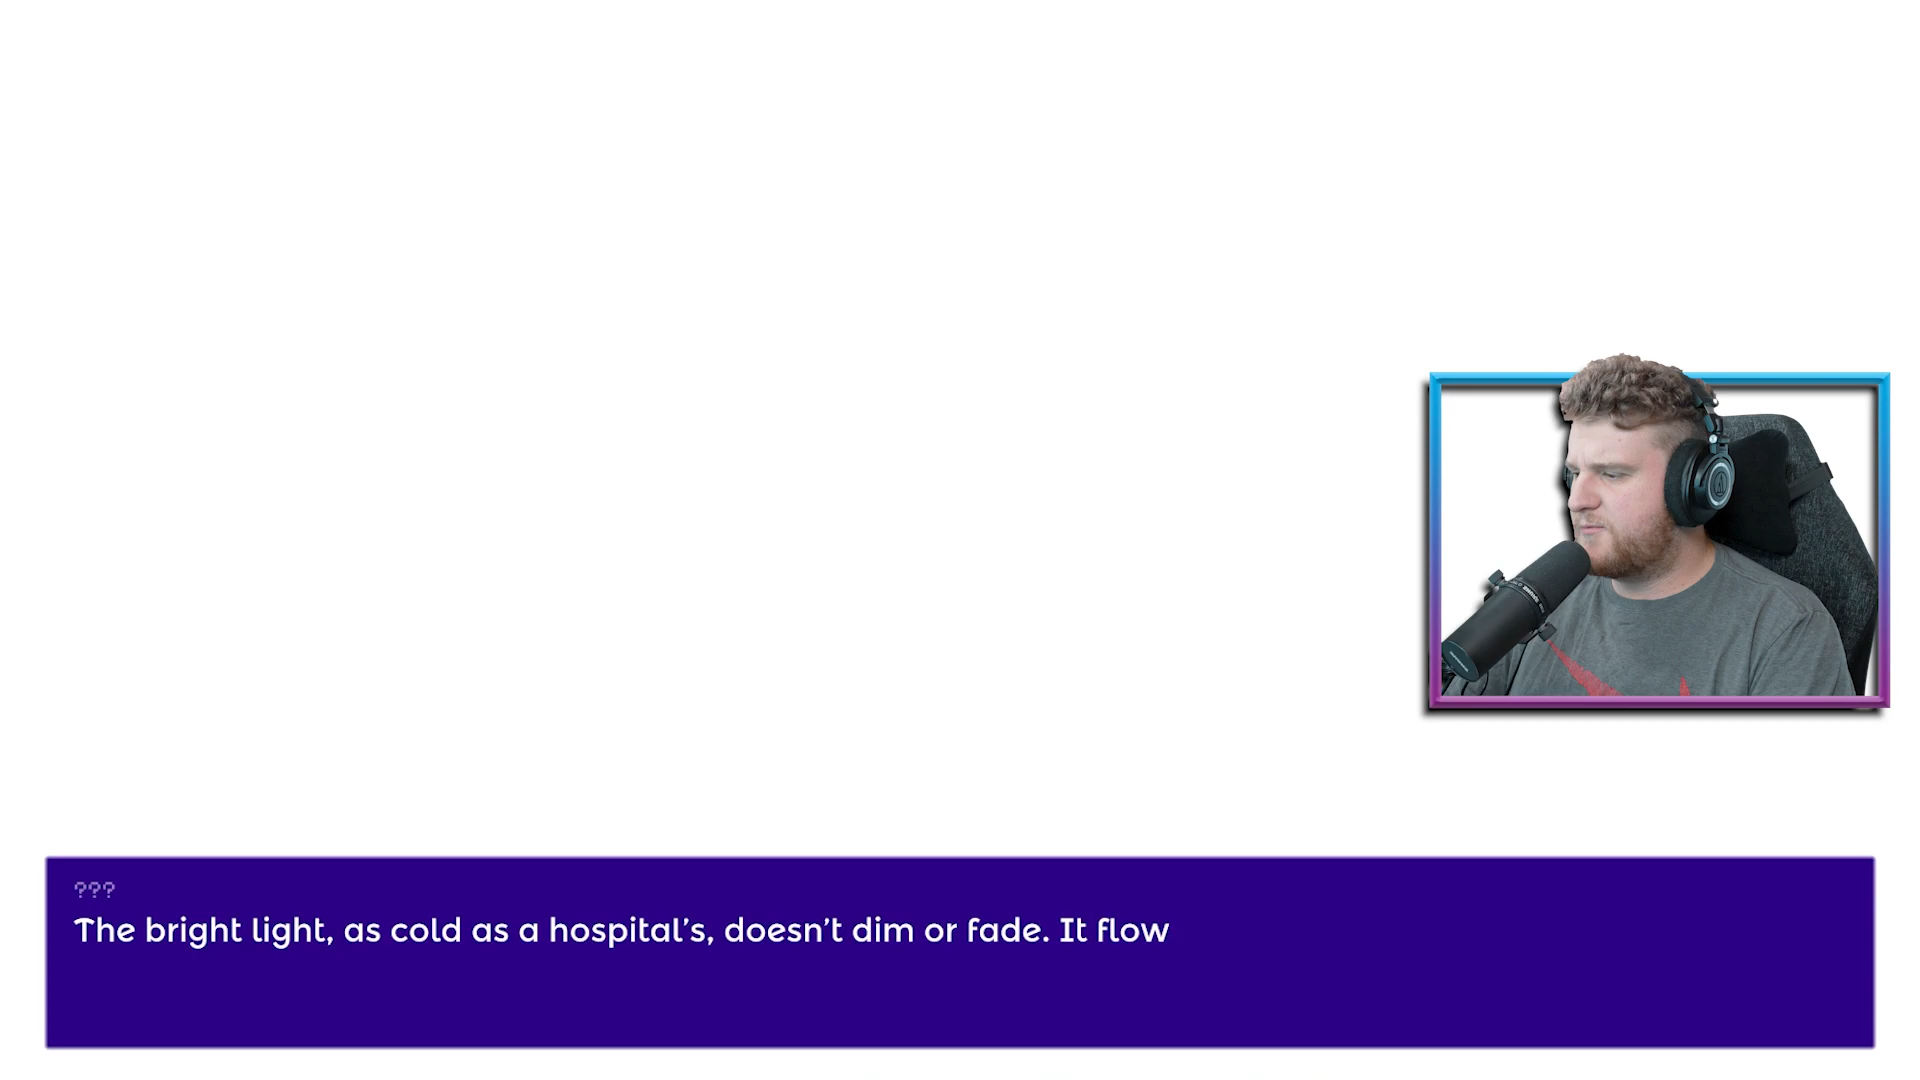 ???
The bright light, as cold as a hospital's, doesn't dim or fade. It flow